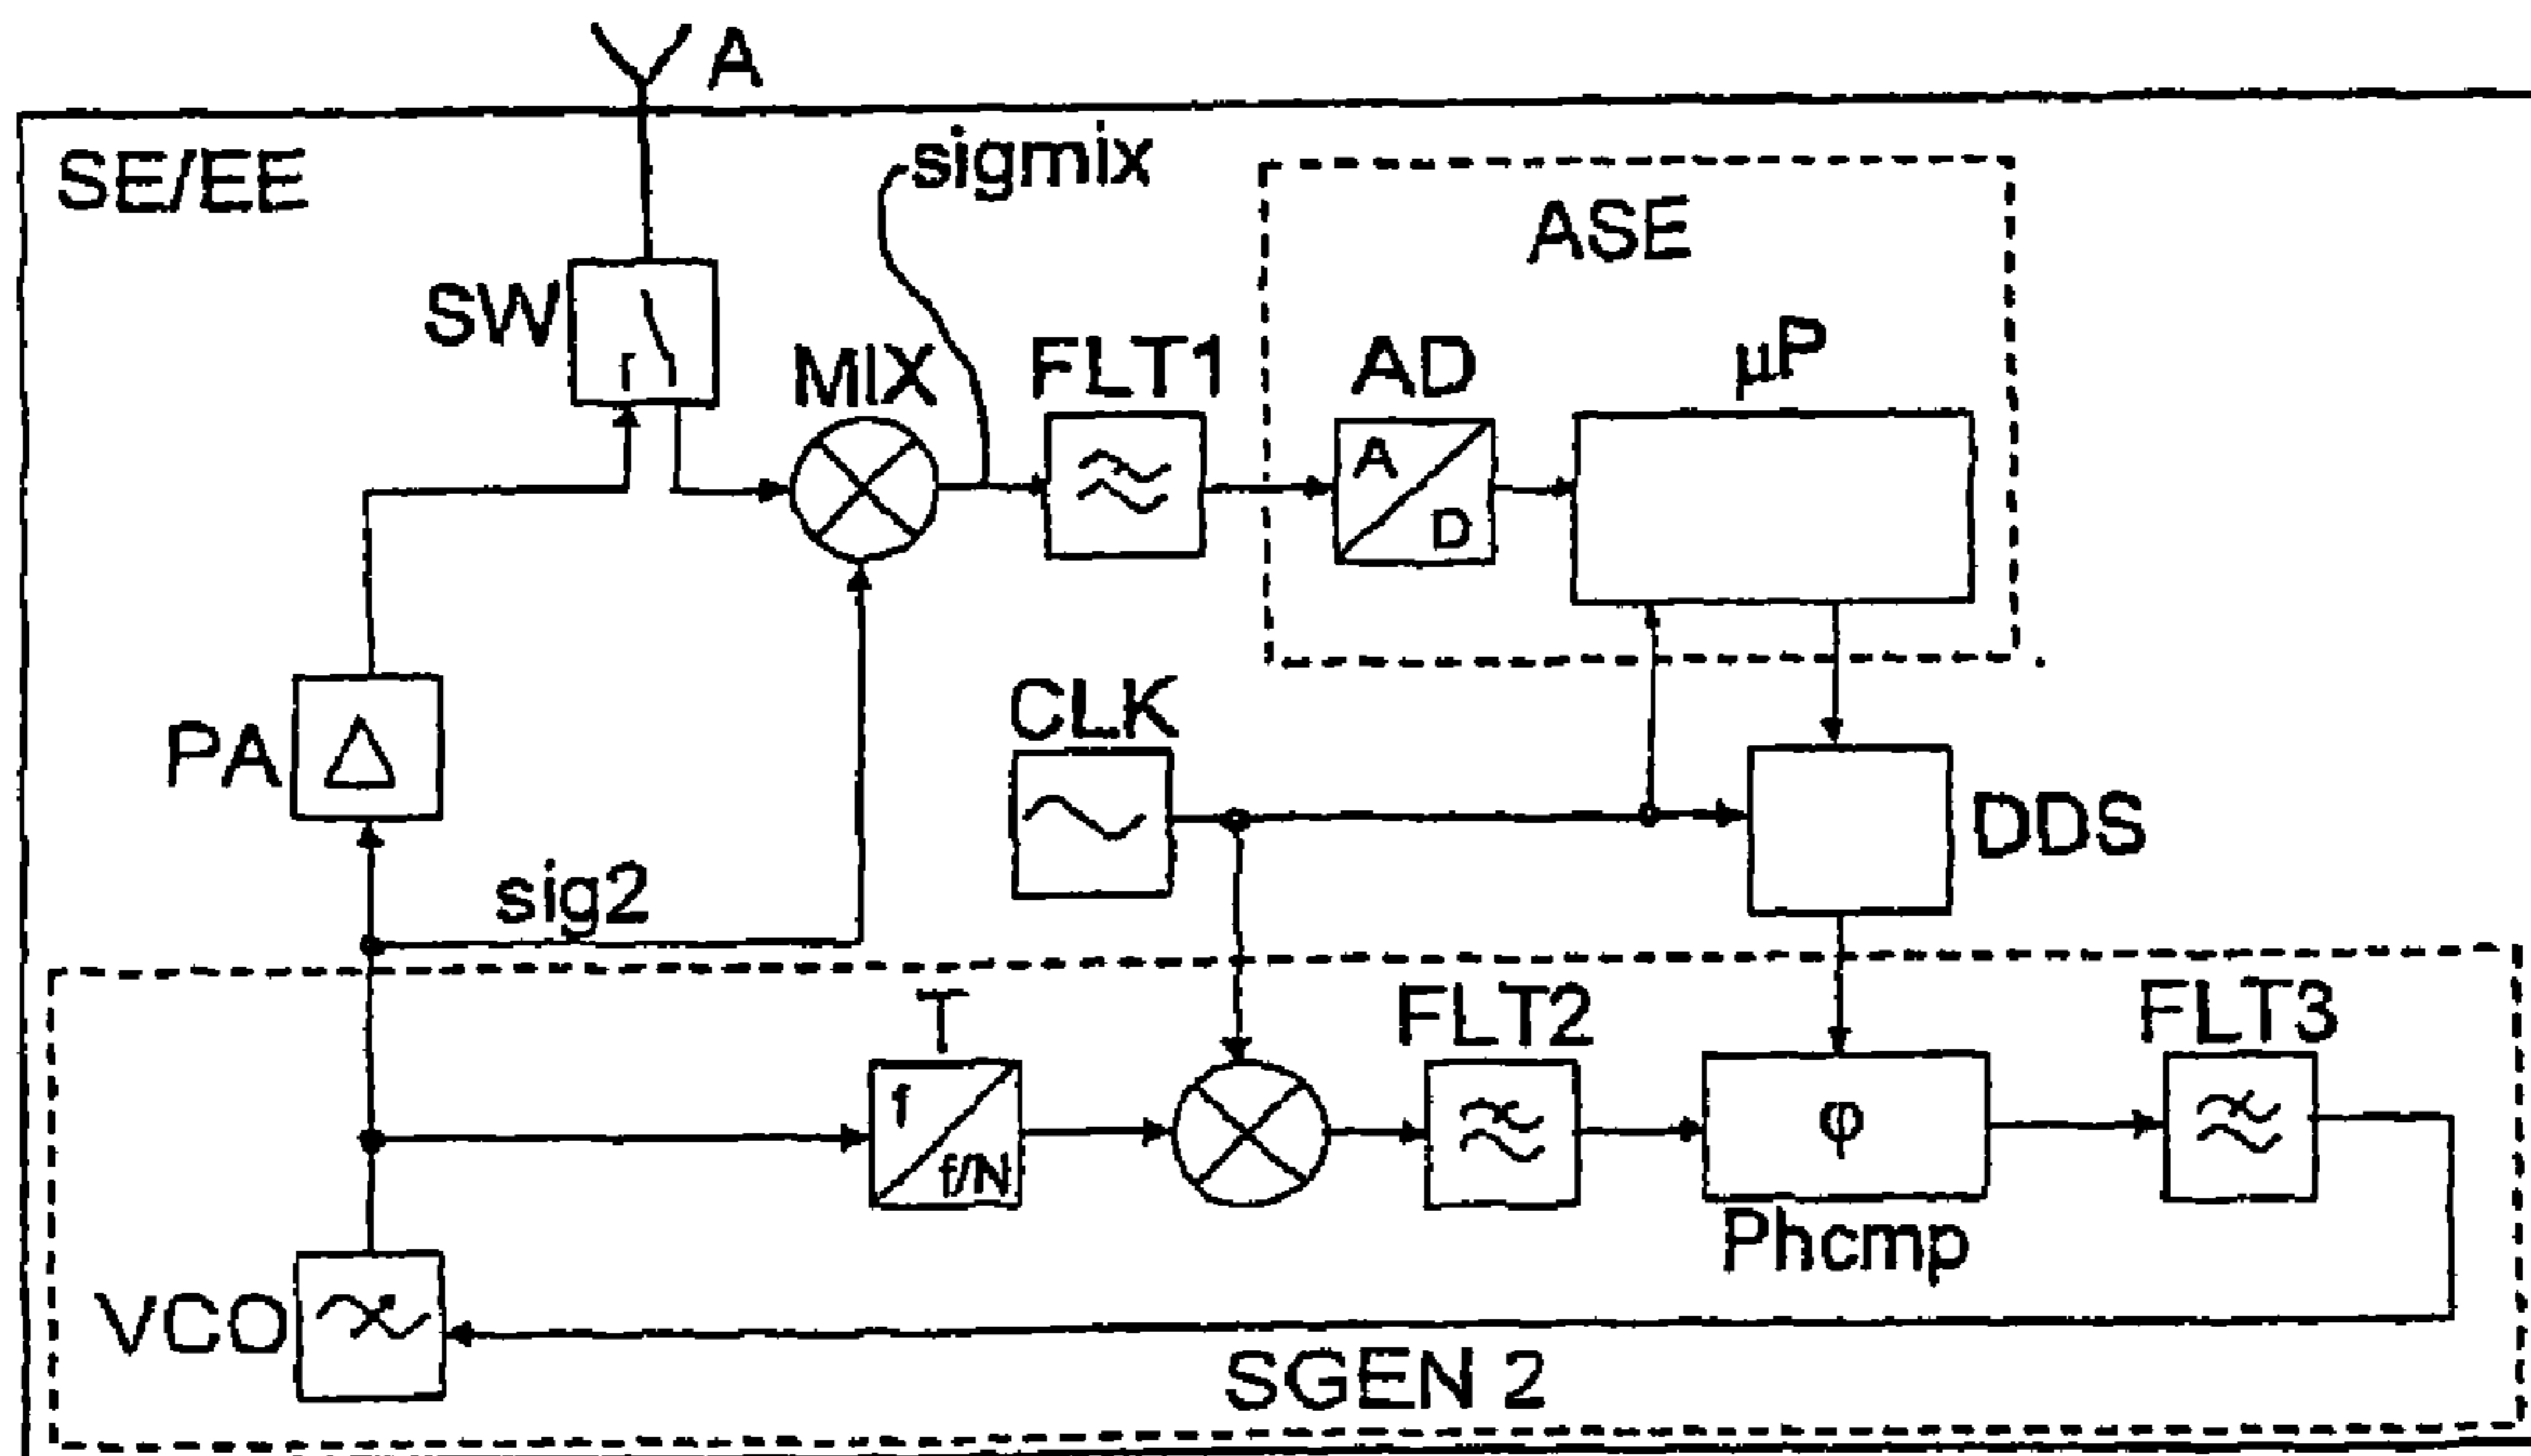 A
SE/EE
sigmix
ASE
SW
MIX
FLT1
AD
μP
A
D
CLK
PA
DDS
sig2
T
FLT2
FLT3
f
f/N
φ
Phcmp
VCO
SGEN 2